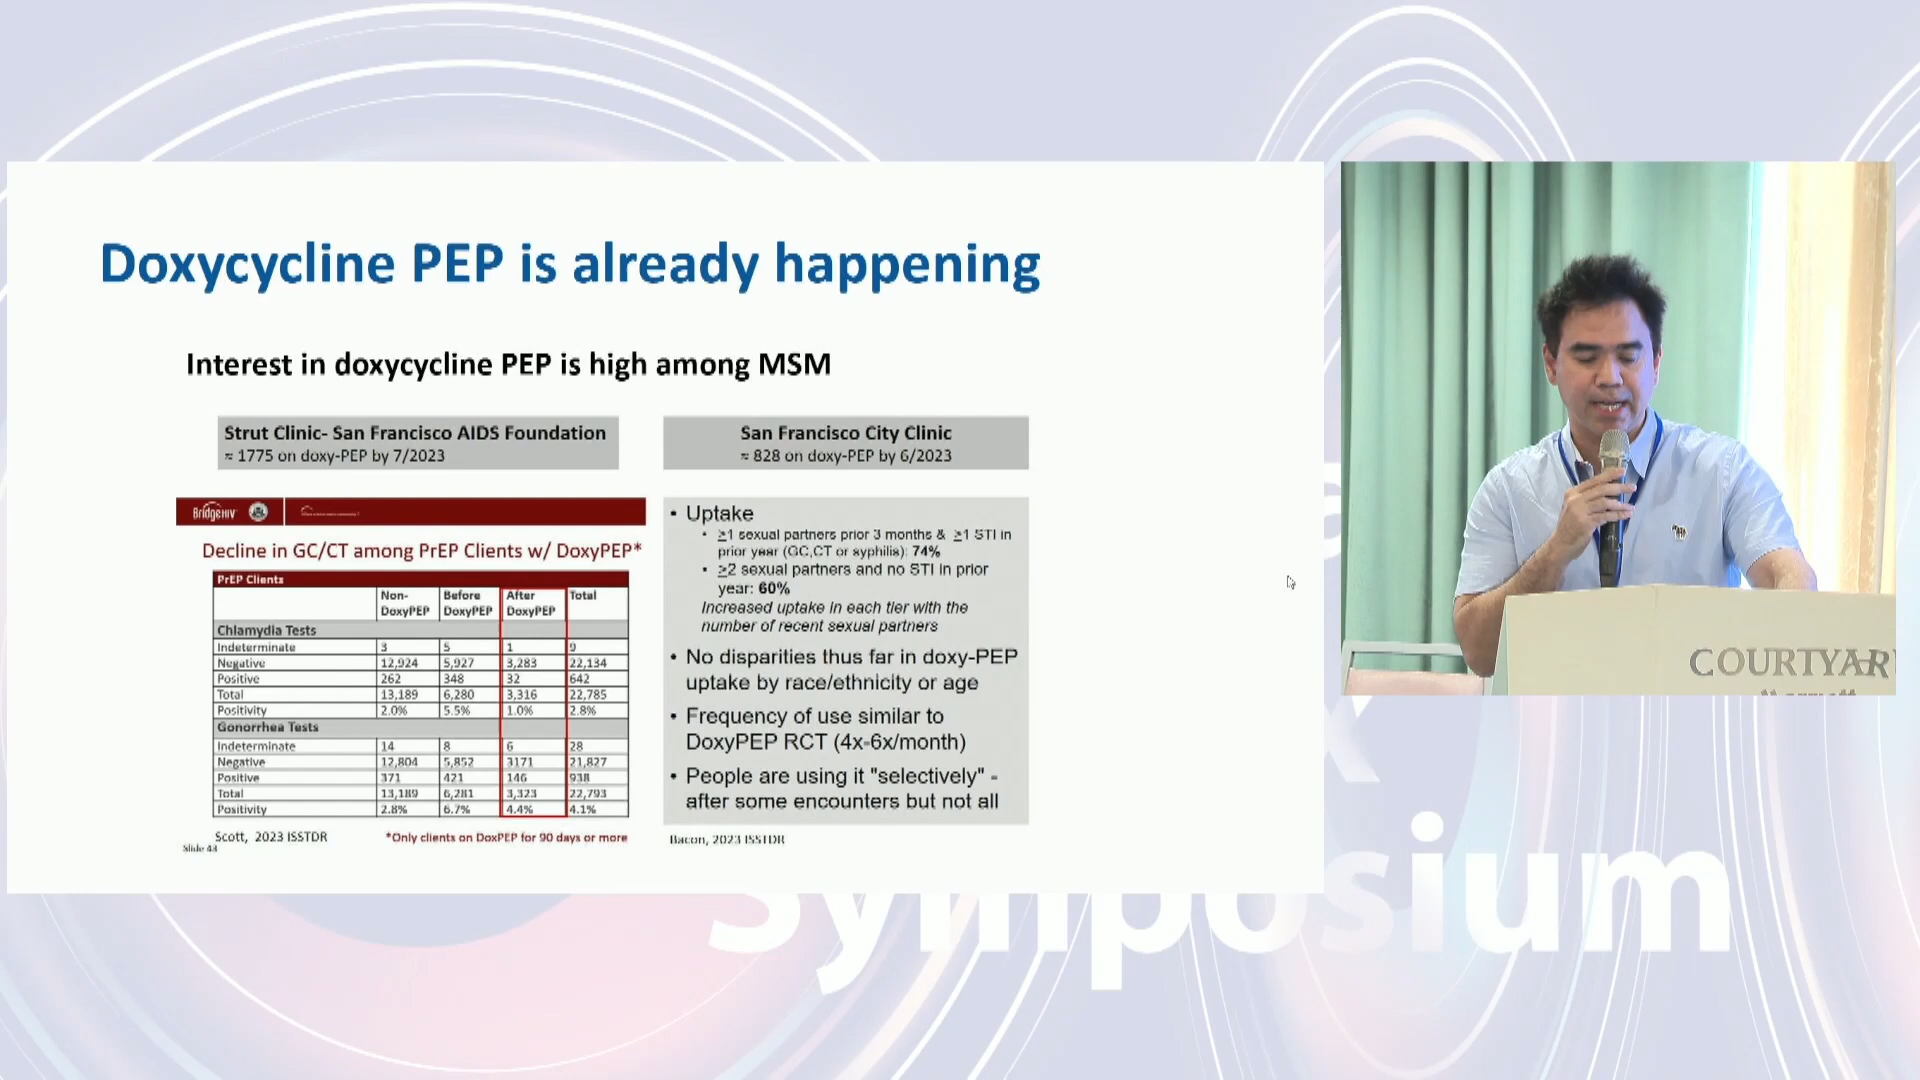 Doxycycline PEP is already happening
Interest in doxycycline PEP is high among MSM
Strut Clinic- San Francisco AIDS Foundation
≈ 1775 on doxy-PEP by 7/2023
BridgeHIV
Decline in GC/CT among PrEP Clients w/ DoxyPEP*
PrEP Clients
Non-DoxyPEP Before DoxyPEP After DoxyPEP Total
Chlamydia Tests
Indeterminate 3 5 1 9
Negative 12,924 5,927 3,283 22,134
Positive 262 348 32 642
Total 13,189 6,280 3,316 22,785
Positivity 2.0% 5.5% 1.0% 2.8%
Gonorrhea Tests
Indeterminate 14 8 6 28
Negative 12,804 5,852 3171 21,827
Positive 371 421 146 938
Total 13,189 6,281 3,323 22,793
Positivity 2.8% 6.7% 4.4% 4.1%
Scott, 2023 ISSTDR
*Only clients on DoxPEP for 90 days or more
Slide 43
San Francisco City Clinic
≈ 828 on doxy-PEP by 6/2023
• Uptake
• ≥1 sexual partners prior 3 months & ≥1 STI in
prior year (GC,CT or syphilis): 74%
• ≥2 sexual partners and no STI in prior
year: 60%
Increased uptake in each tier with the
number of recent sexual partners
• No disparities thus far in doxy-PEP
uptake by race/ethnicity or age
• Frequency of use similar to
DoxyPEP RCT (4x-6x/month)
• People are using it "selectively" -
after some encounters but not all
Bacon, 2023 ISSTDR
COURTYAR
Symposium